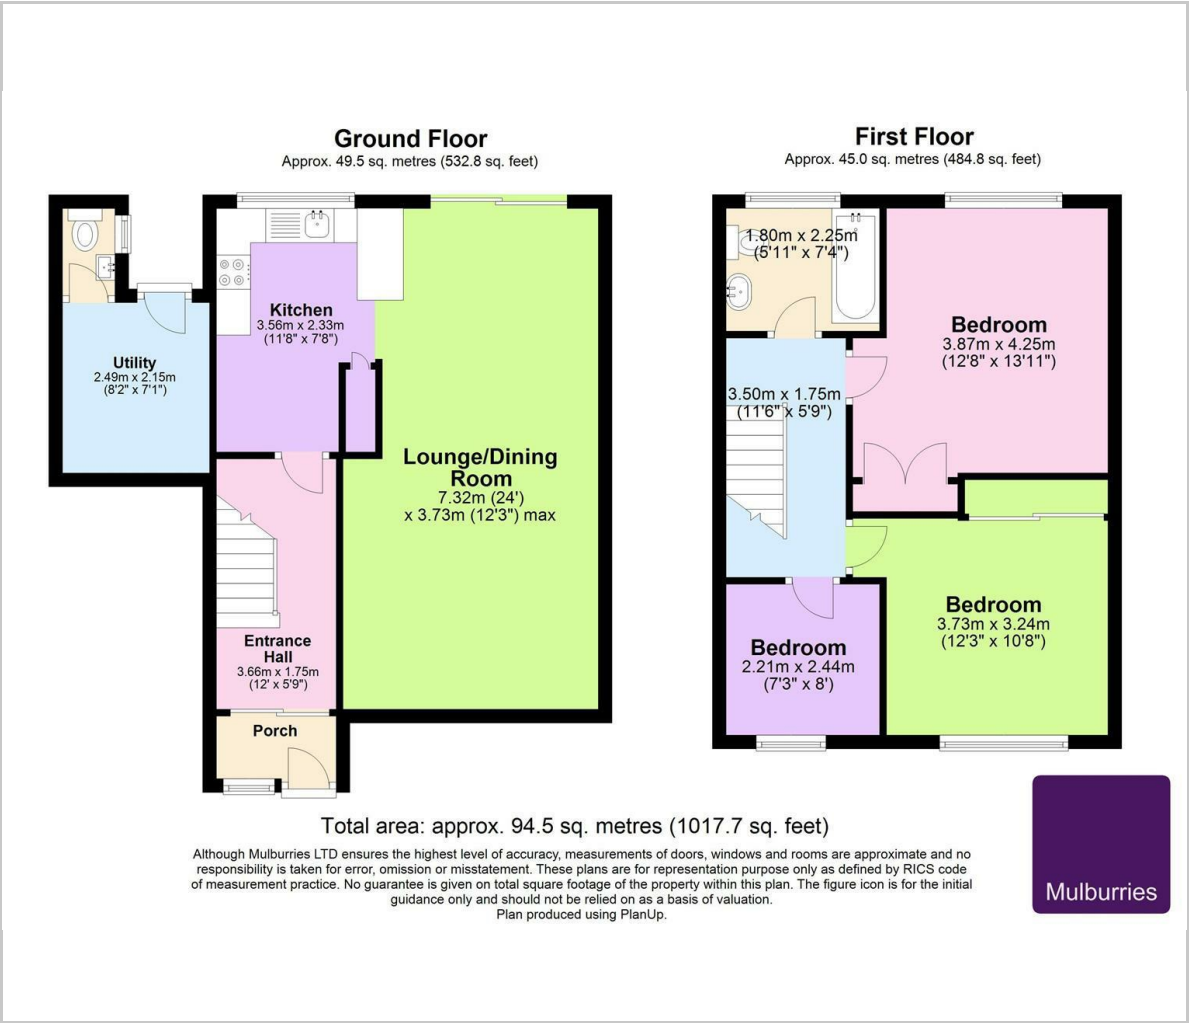 Ground Floor
Approx. 49.5 sq. metres (532.8 sq. feet)
Kitchen
3.56m x 2.33m
(11'8" x 7'8")
Utility
2.49m x 2.15m
(8'2" x 7'1")
Lounge/Dining
Room
7.32m (24')
x 3.73m (12'3") max
Entrance
Hall
3.66m x 1.75m
(12' x 5'9")
Porch
First Floor
Approx. 45.0 sq. metres (484.8 sq. feet)
1.80m x 2.25m
(5'11" x 7'4")
Bedroom
3.87m x 4.25m
(12'8" x 13'11")
3.50m x 1.75m
(11'6" x 5'9")
Bedroom
3.73m x 3.24m
(12'3" x 10'8")
Bedroom
2.21m x 2.44m
(7'3" x 8')
Total area: approx. 94.5 sq. metres (1017.7 sq. feet)
Although Mulburries LTD ensures the highest level of accuracy, measurements of doors, windows and rooms are approximate and no
responsibility is taken for error, omission or misstatement. These plans are for representation purpose only as defined by RICS code
of measurement practice. No guarantee is given on total square footage of the property within this plan. The figure icon is for the initial
guidance only and should not be relied on as a basis of valuation.
Plan produced using PlanUp.
Mulburries